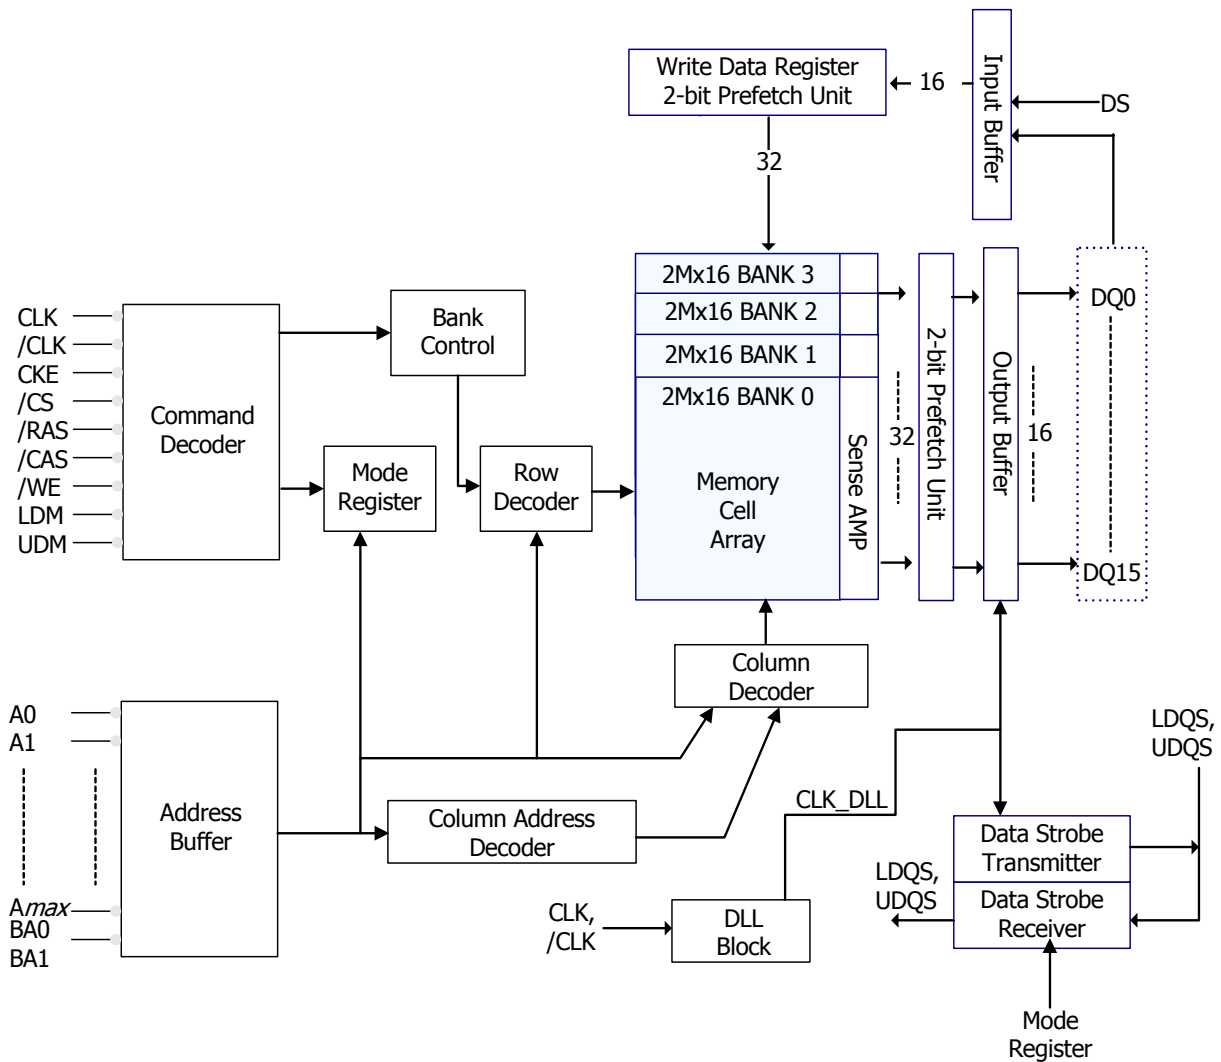 Write Data Register
2-bit Prefetch Unit
16
Input Buffer
DS
32
2Mx16 BANK 3
2Mx16 BANK 2
2Mx16 BANK 1
2Mx16 BANK 0
Memory
Cell
Array
Sense AMP
32
2-bit Prefetch Unit
Output Buffer
16
DQ0
DQ15
CLK
/CLK
CKE
/CS
/RAS
/CAS
/WE
LDM
UDM
Command
Decoder
Bank
Control
Mode
Register
Row
Decoder
Column
Decoder
A0
A1
Amax
BA0
BA1
Address
Buffer
Column Address
Decoder
CLK_DLL
CLK,
/CLK
DLL
Block
LDQS,
UDQS
Data Strobe
Transmitter
LDQS,
UDQS
Data Strobe
Receiver
Mode
Register